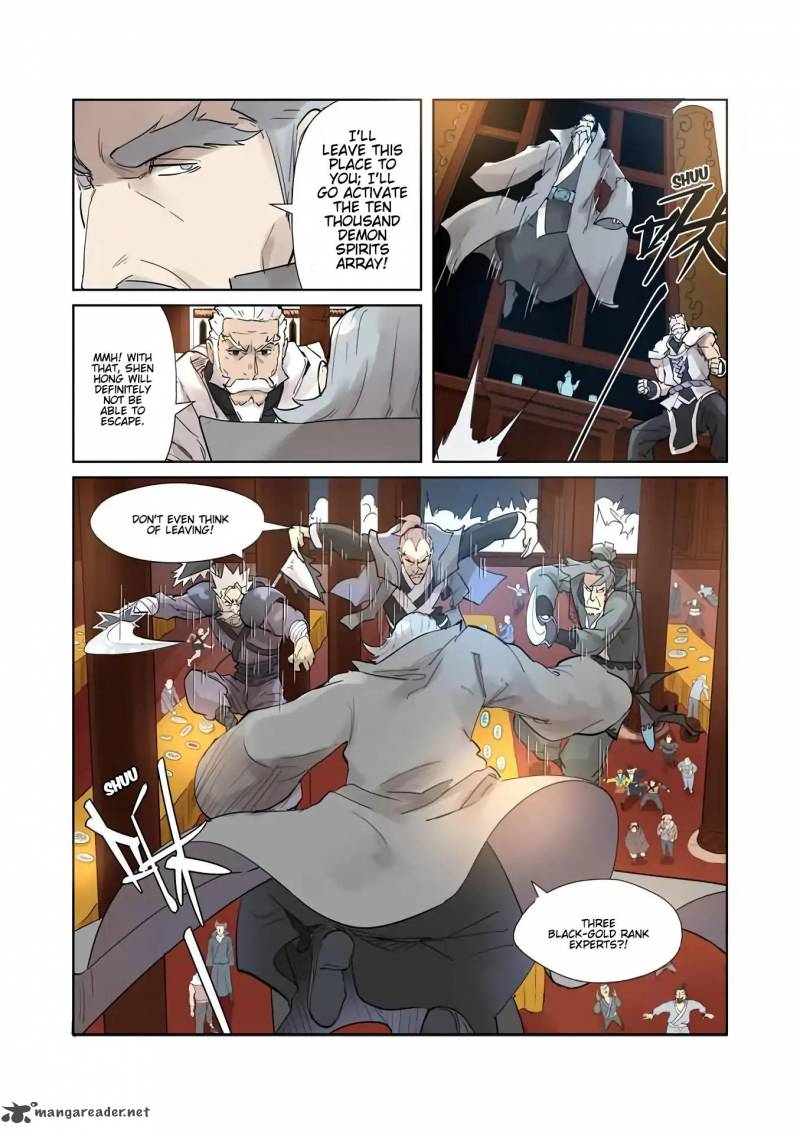 I'LL
LEAVE THIS
PLACE TO
YOU; I'LL
GO ACTIVATE
THE TEN
THOUSAND
DEMON
SPIRITS
ARRAY!
SHUU
MMH! WITH
THAT, SHEN
HONG WILL
DEFINITELY
NOT BE
ABLE TO
ESCAPE.
DON'T EVEN THINK
OF LEAVING!
SHUU
THREE
BLACK-GOLD RANK
EXPERTS?!
mangareader.net